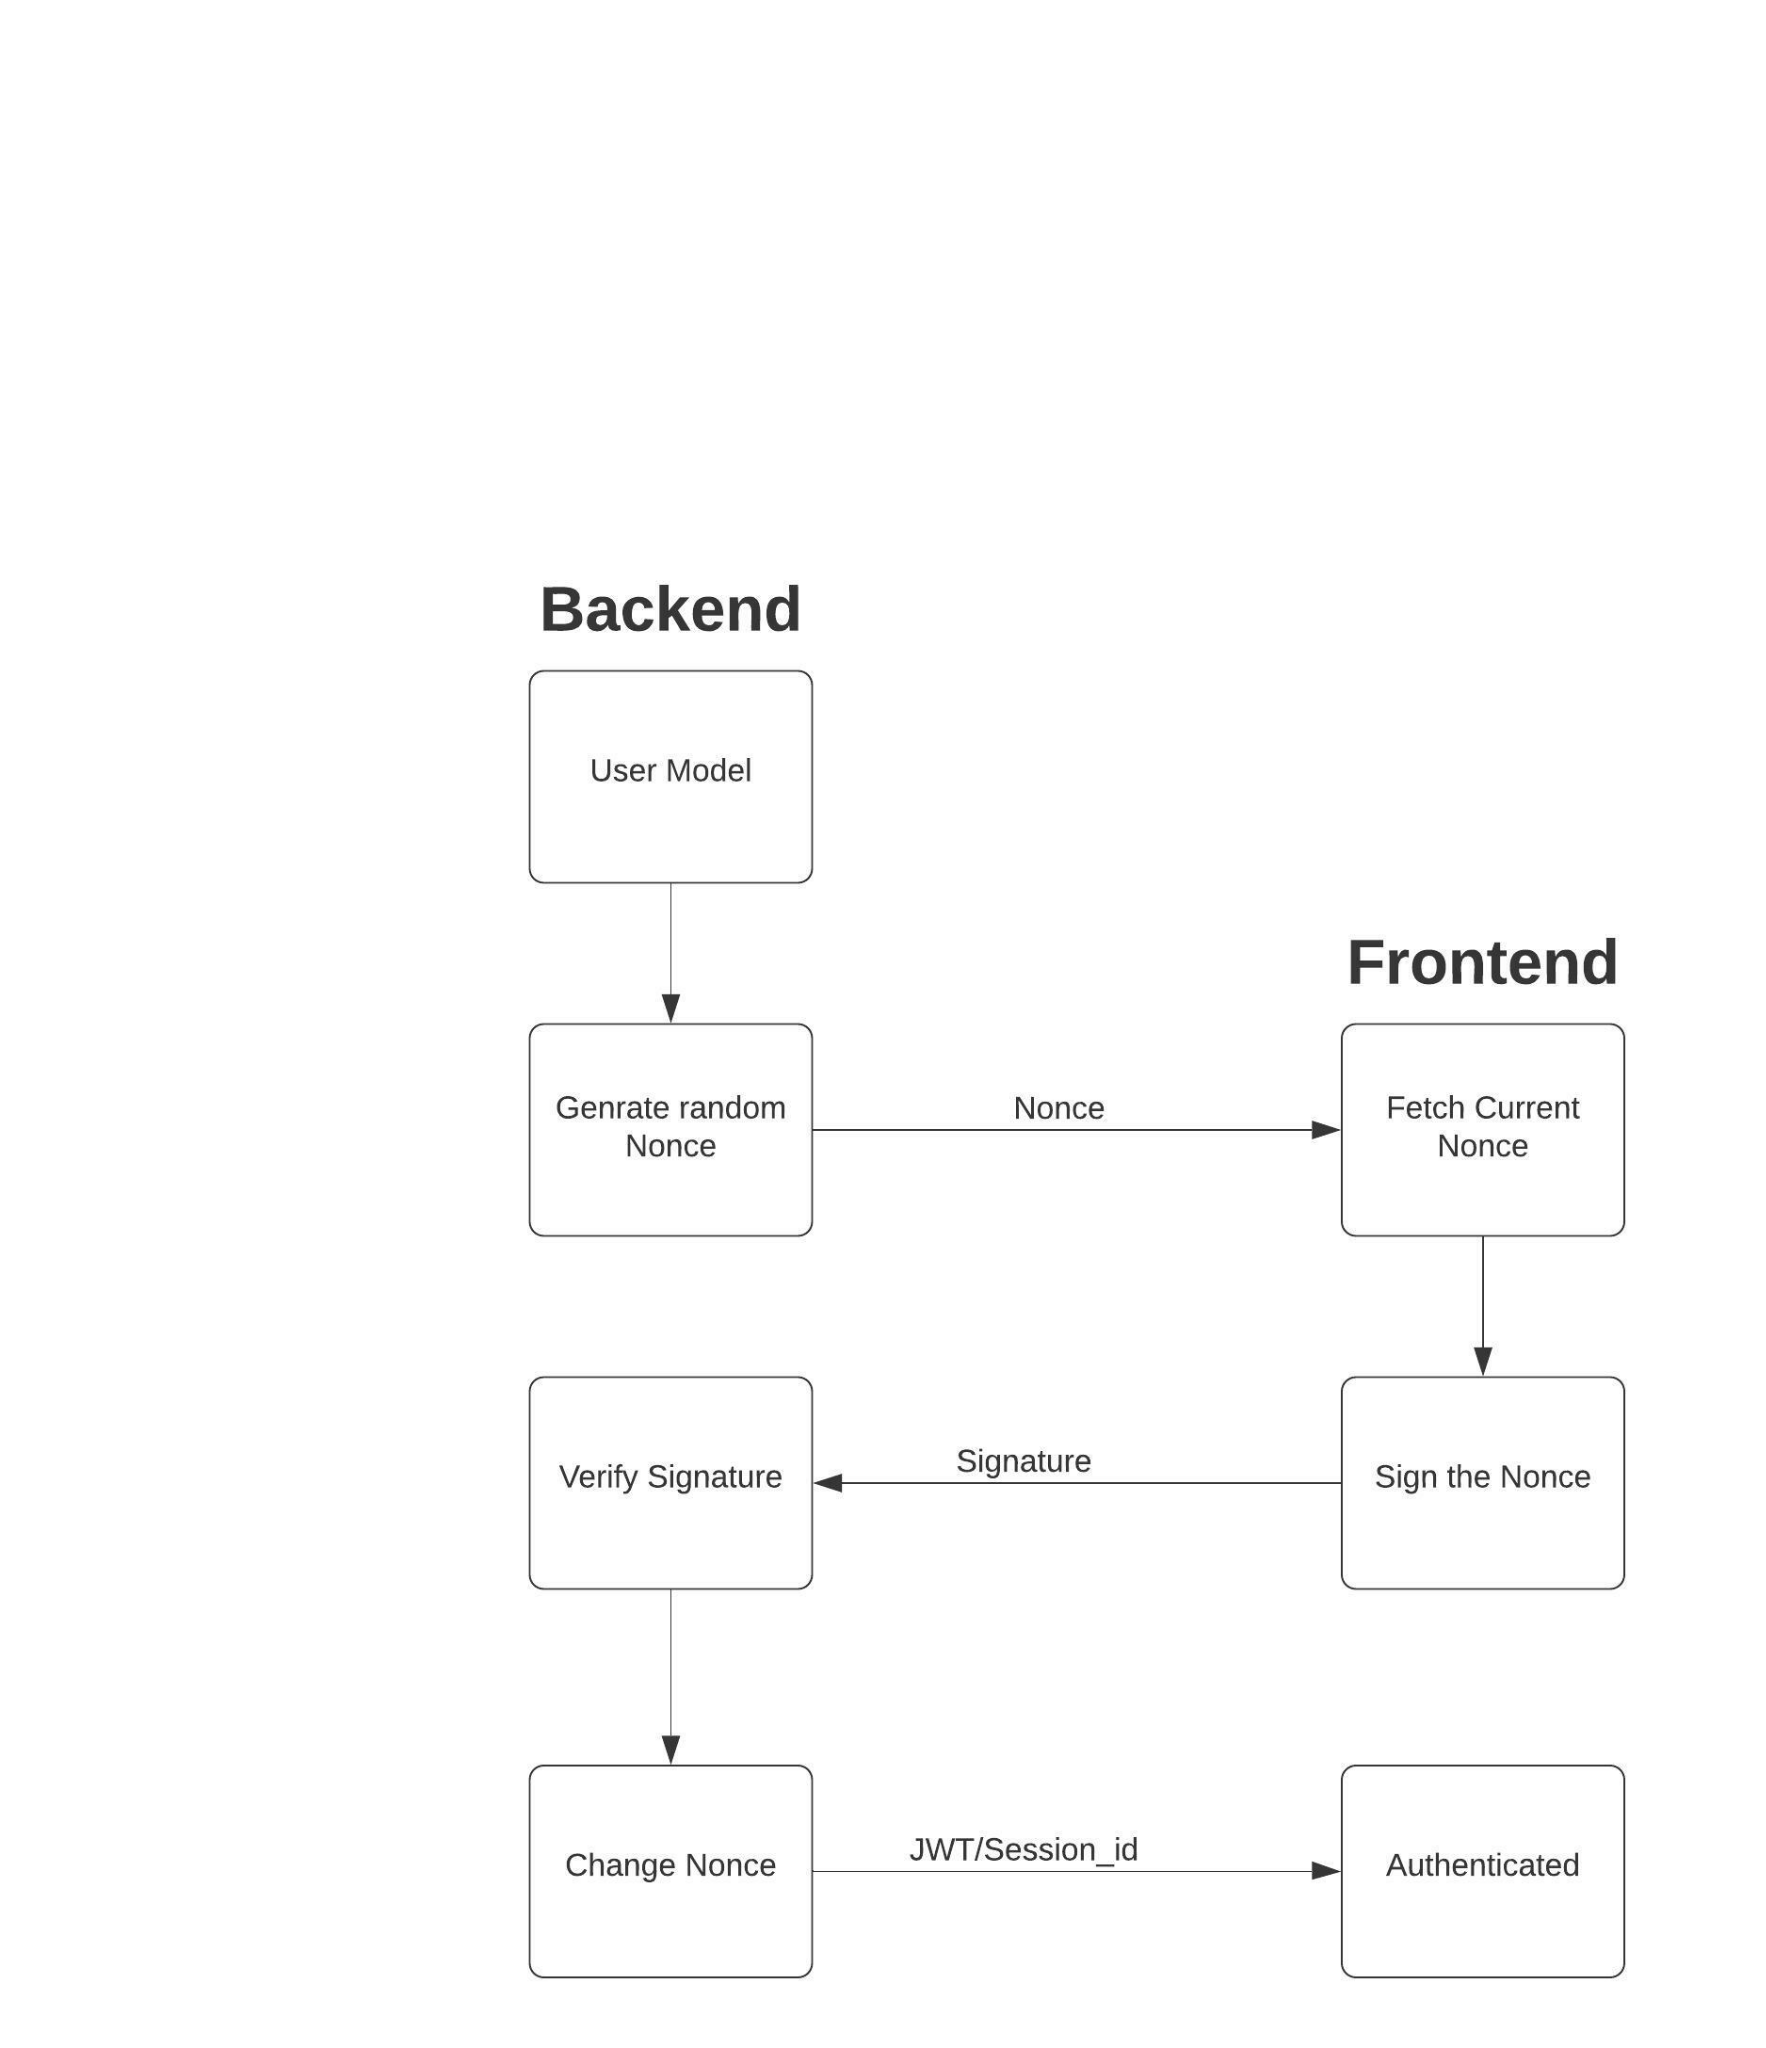 Backend
User Model
Frontend
Genrate random
Nonce
Nonce
Fetch Current
Nonce
Verify Signature
Signature
Sign the Nonce
Change Nonce
JWT/Session_id
Authenticated